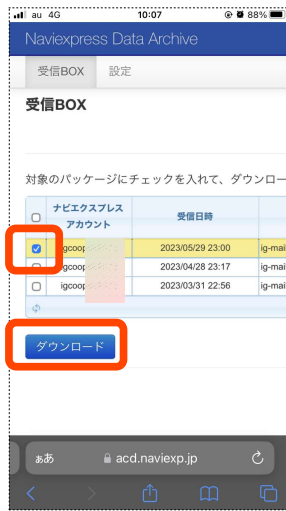 au 4G 10:07 88%
Naviexpress Data Archive
受信BOX 設定
受信BOX
対象のパッケージにチェックを入れて、ダウンロー
ナビエクスプレス
アカウント 受信日時
igcoop 2023/05/29 23:00 ig-mai
igcoop 2023/04/28 23:17 ig-mai
igcoop 2023/03/31 22:56 ig-mai
ダウンロード
ああ acd.naviexp.jp